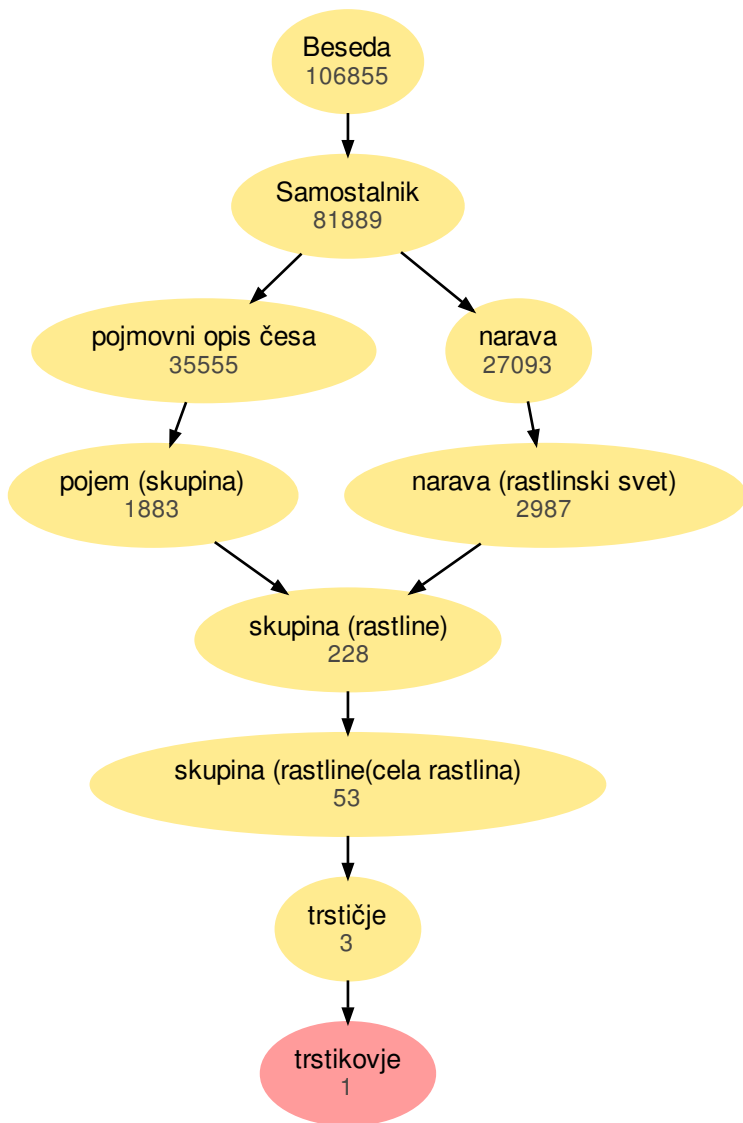 Beseda
106855
Samostalnik
81889
pojmovni opis česa
35555
narava
27093
pojem (skupina)
1883
narava (rastlinski svet)
2987
skupina (rastline)
228
skupina (rastline(cela rastlina)
53
trstičje
3
trstikovje
1